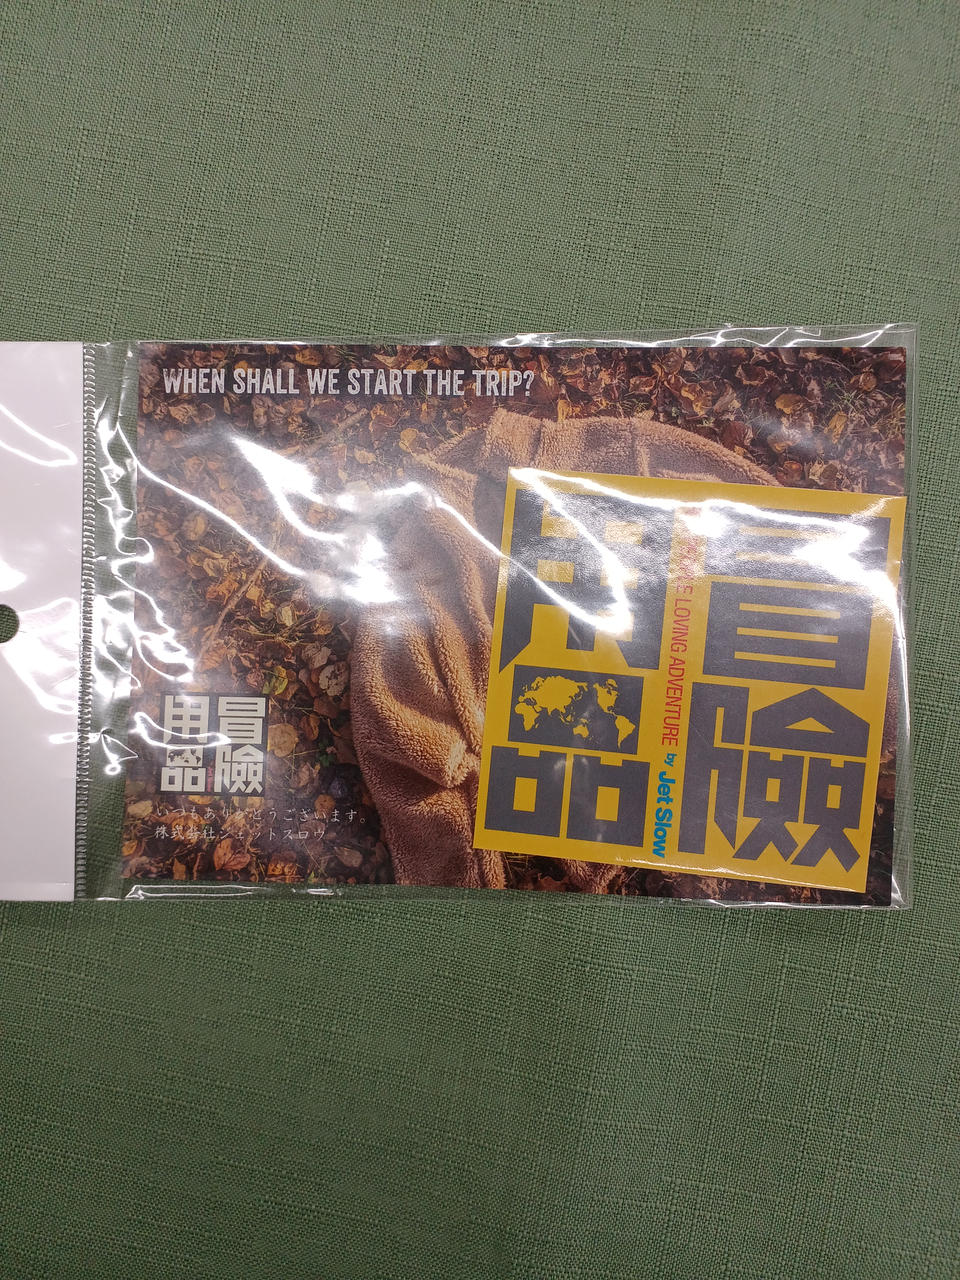 WHEN SHALL WE START THE TRIP?
冒險
用品
LOVING ADVENTURE by Jet Slow
冒險
用品
いつもありがとうございます。
株式会社ジェットスロウ